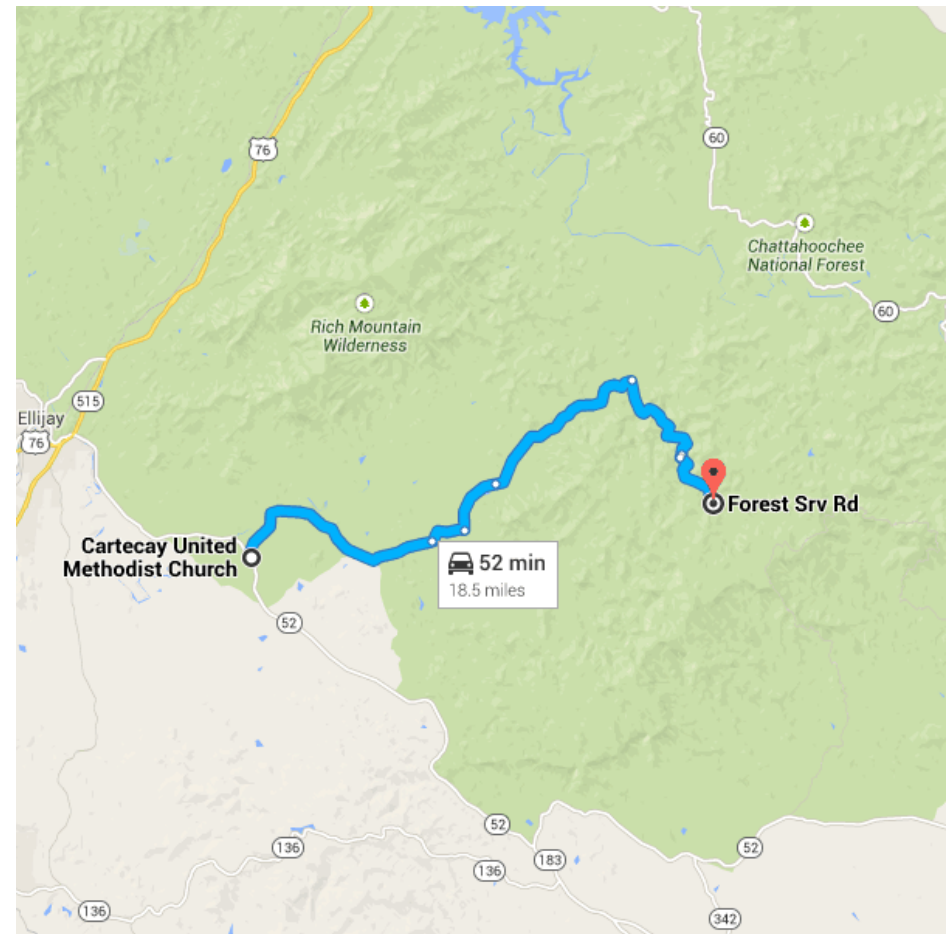 76
60
Chattahoochee
National Forest
60
Rich Mountain
Wilderness
515
Ellijay
76
Forest Srv Rd
Cartecay United
Methodist Church
52 min
18.5 miles
52
52
136
183
52
136
136
342